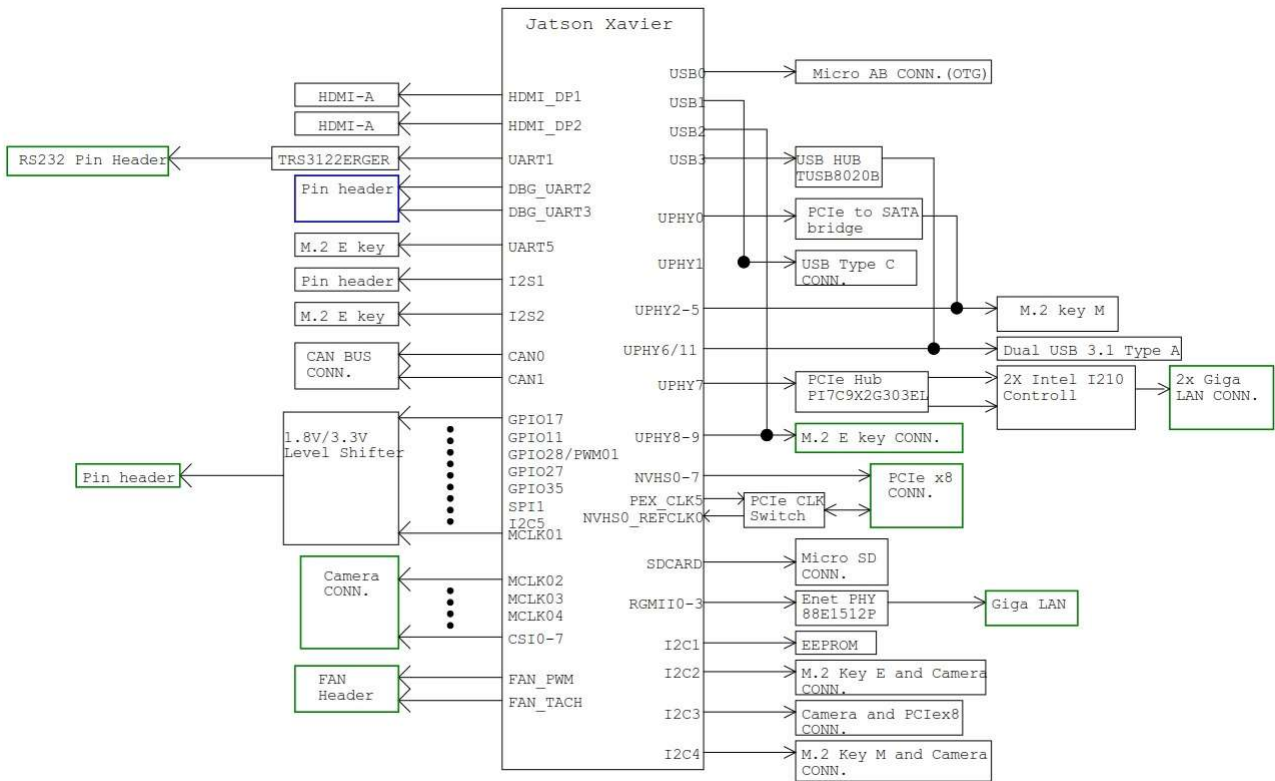 Jatson Xavier
HDMI-A
HDMI-A
RS232 Pin Header
TRS3122ERGER
Pin header
M.2 E key
Pin header
M.2 E key
CAN BUS
CONN.
1.8V/3.3V
Level Shifter
Pin header
Camera
CONN.
FAN
Header
HDMI_DP1
HDMI_DP2
UART1
DBG_UART2
DBG_UART3
UART5
I2S1
I2S2
CAN0
CAN1
GPIO17
GPIO11
GPIO28/PWM01
GPIO27
GPIO35
SPI1
I2C5
MCLK01
MCLK02
MCLK03
MCLK04
CSI0-7
FAN_PWM
FAN_TACH
USB0
USB1
USB2
USB3
UPHY0
UPHY1
UPHY2-5
UPHY6/11
UPHY7
UPHY8-9
NVHS0-7
PEX_CLK5
NVHS0_REFCLK0
SDCARD
RGMII0-3
I2C1
I2C2
I2C3
I2C4
Micro AB CONN.(OTG)
USB HUB
TUSB8020B
PCIe to SATA
bridge
USB Type C
CONN.
M.2 key M
Dual USB 3.1 Type A
PCIe Hub
PI7C9X2G303EL
2X Intel I210
Controll
2x Giga
LAN CONN.
M.2 E key CONN.
PCIe x8
CONN.
PCIe CLK
Switch
Micro SD
CONN.
Enet PHY
88E1512P
Giga LAN
EEPROM
M.2 Key E and Camera
CONN.
Camera and PCIex8
CONN.
M.2 Key M and Camera
CONN.